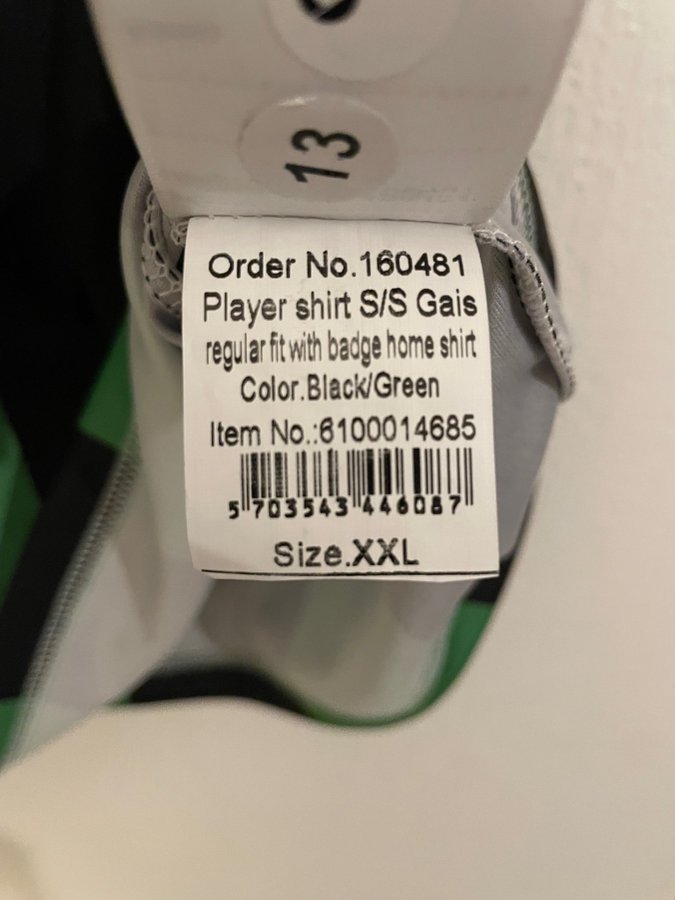 13
Order No.160481
Player shirt S/S Gais
regular fit with badge home shirt
Color.Black/Green
Item No.:6100014685
5 703543 446087
Size.XXL